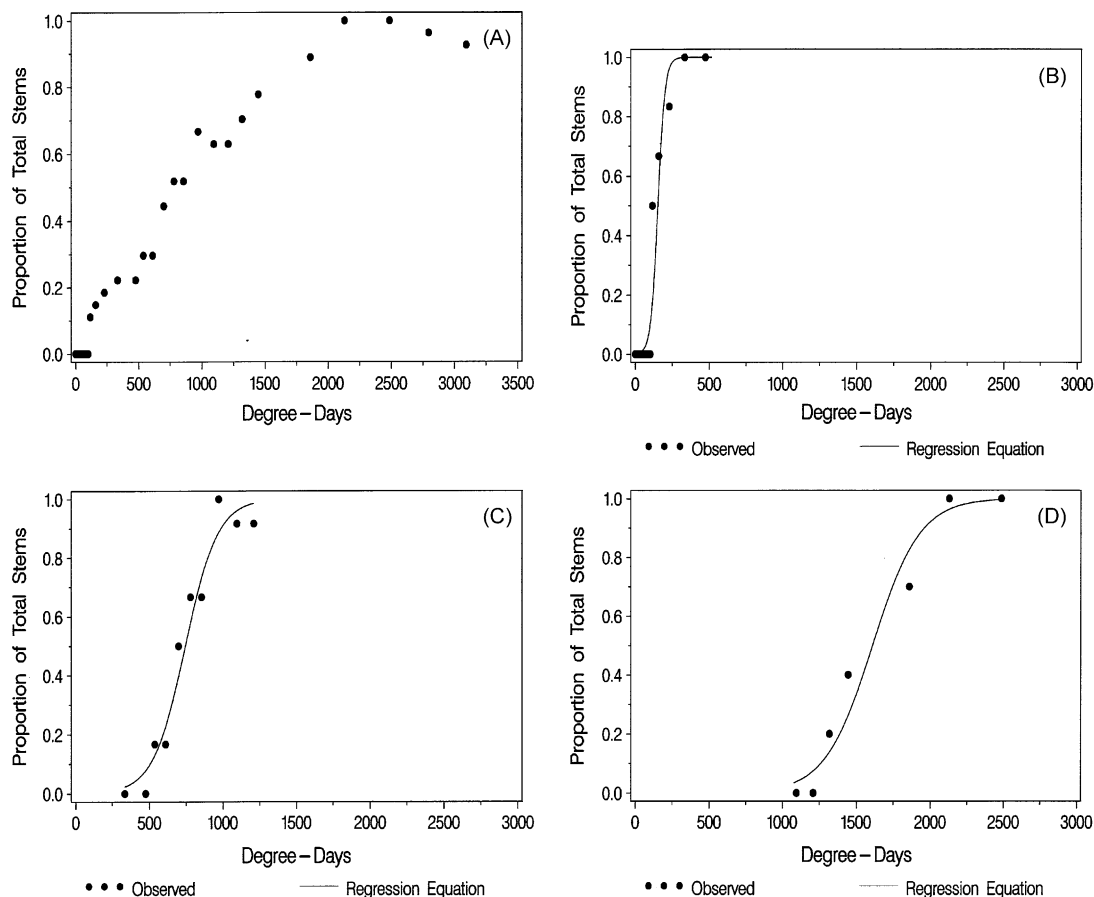 (A)
Proportion of Total Stems
1.0
0.8
0.6
0.4
0.2
0.0
0 500 1000 1500 2000 2500 3000 3500
Degree-Days
(B)
Proportion of Total Stems
1.0
0.8
0.6
0.4
0.2
0.0
0 500 1000 1500 2000 2500 3000
Degree-Days
Observed Regression Equation
(C)
Proportion of Total Stems
1.0
0.8
0.6
0.4
0.2
0.0
0 500 1000 1500 2000 2500 3000
Degree-Days
Observed Regression Equation
(D)
Proportion of Total Stems
1.0
0.8
0.6
0.4
0.2
0.0
0 500 1000 1500 2000 2500 3000
Degree-Days
Observed Regression Equation